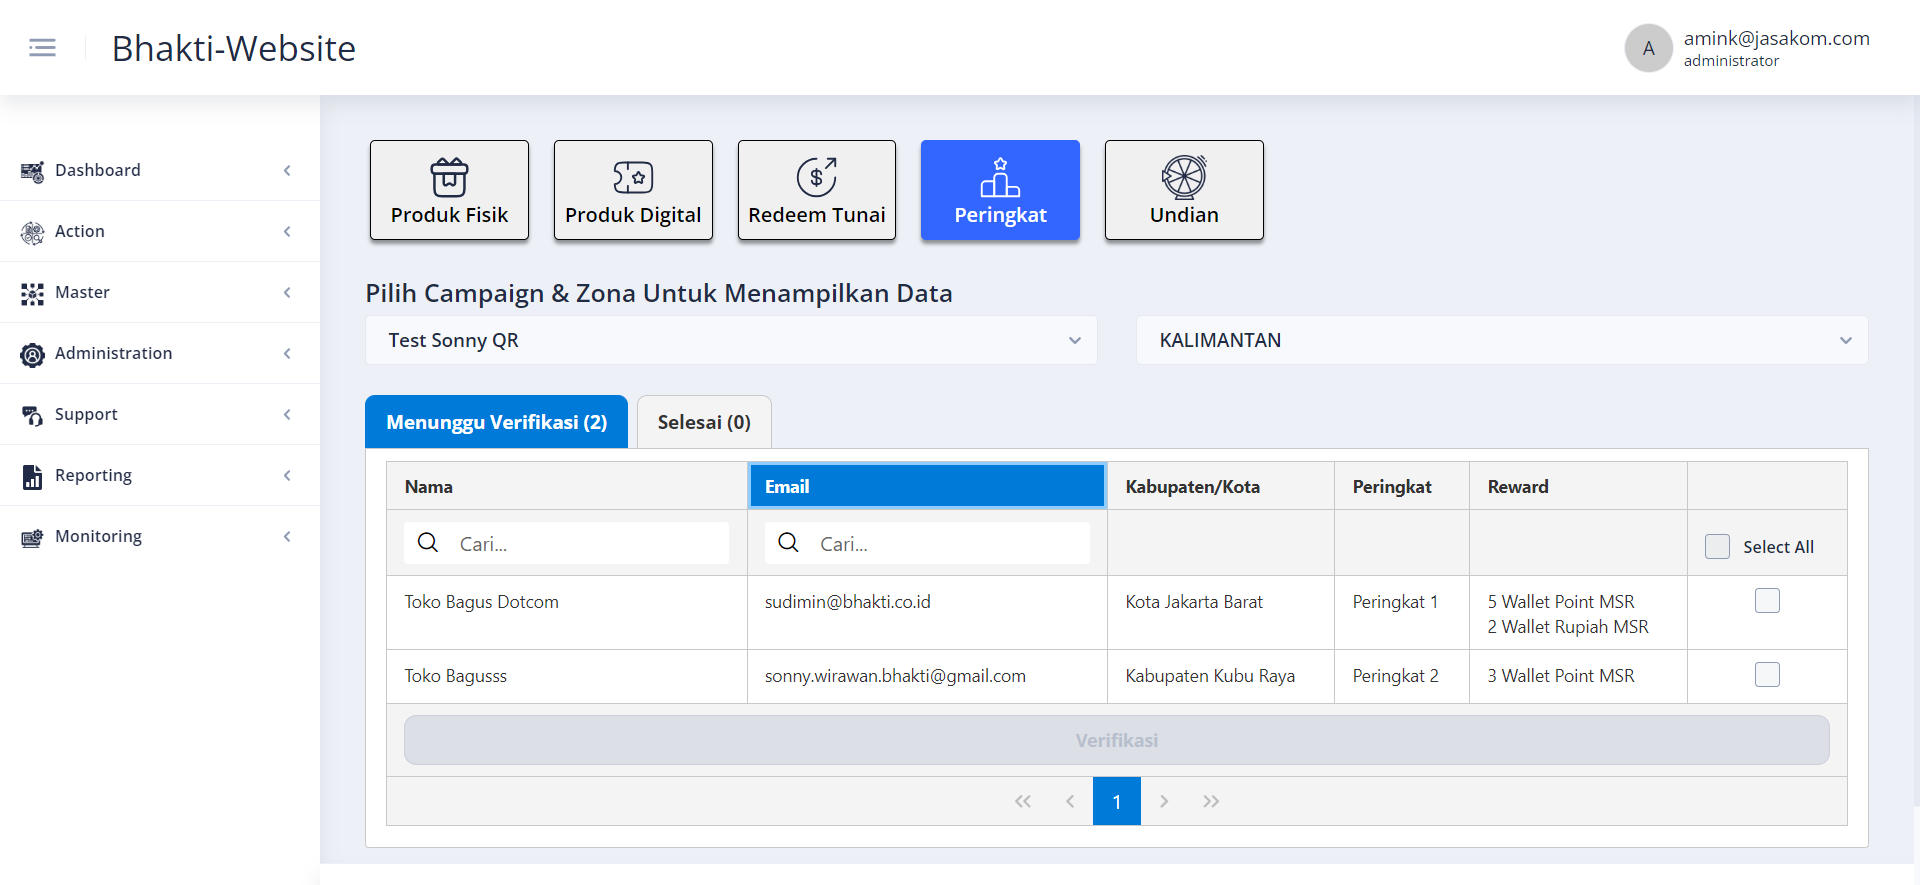 Bhakti-Website
A
amink@jasakom.com
administrator
Dashboard
Action
Master
Administration
Support
Reporting
Monitoring
Produk Fisik
Produk Digital
Redeem Tunai
Peringkat
Undian
Pilih Campaign & Zona Untuk Menampilkan Data
Test Sonny QR
KALIMANTAN
Menunggu Verifikasi (2)
Selesai (0)
Nama Email Kabupaten/Kota Peringkat Reward
Cari... Cari... Select All
Toko Bagus Dotcom sudimin@bhakti.co.id Kota Jakarta Barat Peringkat 1 5 Wallet Point MSR
2 Wallet Rupiah MSR
Toko Bagusss sonny.wirawan.bhakti@gmail.com Kabupaten Kubu Raya Peringkat 2 3 Wallet Point MSR
Verifikasi
1